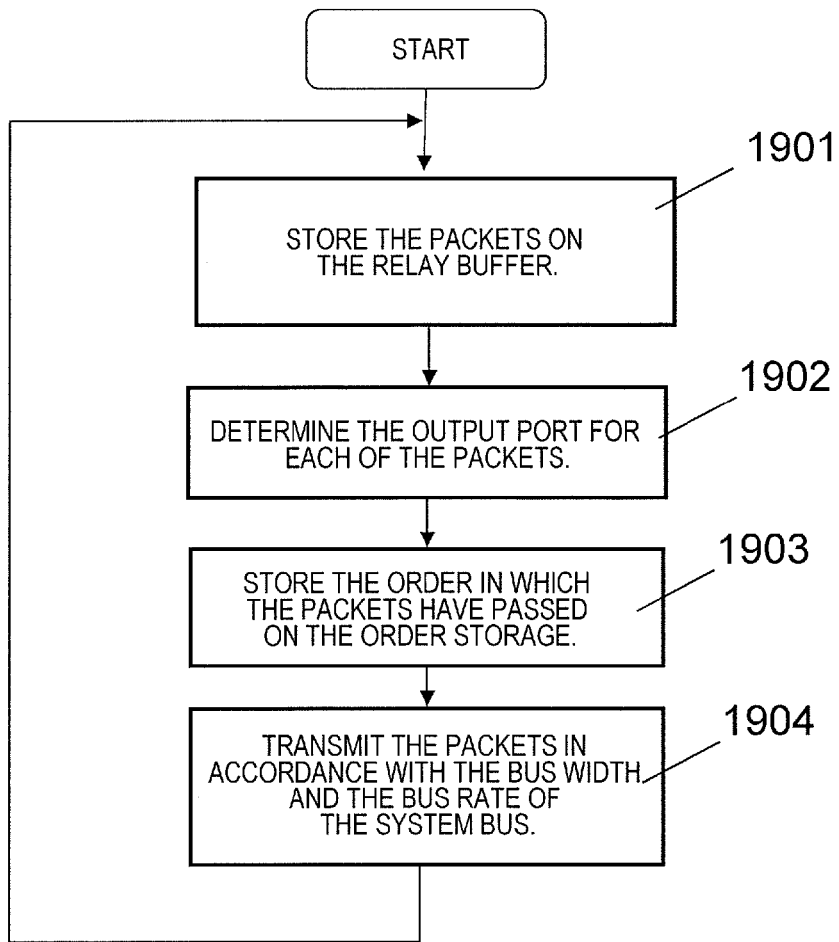 START
1901
STORE THE PACKETS ON
THE RELAY BUFFER.
1902
DETERMINE THE OUTPUT PORT FOR
EACH OF THE PACKETS.
1903
STORE THE ORDER IN WHICH
THE PACKETS HAVE PASSED
ON THE ORDER STORAGE.
1904
TRANSMIT THE PACKETS IN
ACCORDANCE WITH THE BUS WIDTH
AND THE BUS RATE OF
THE SYSTEM BUS.